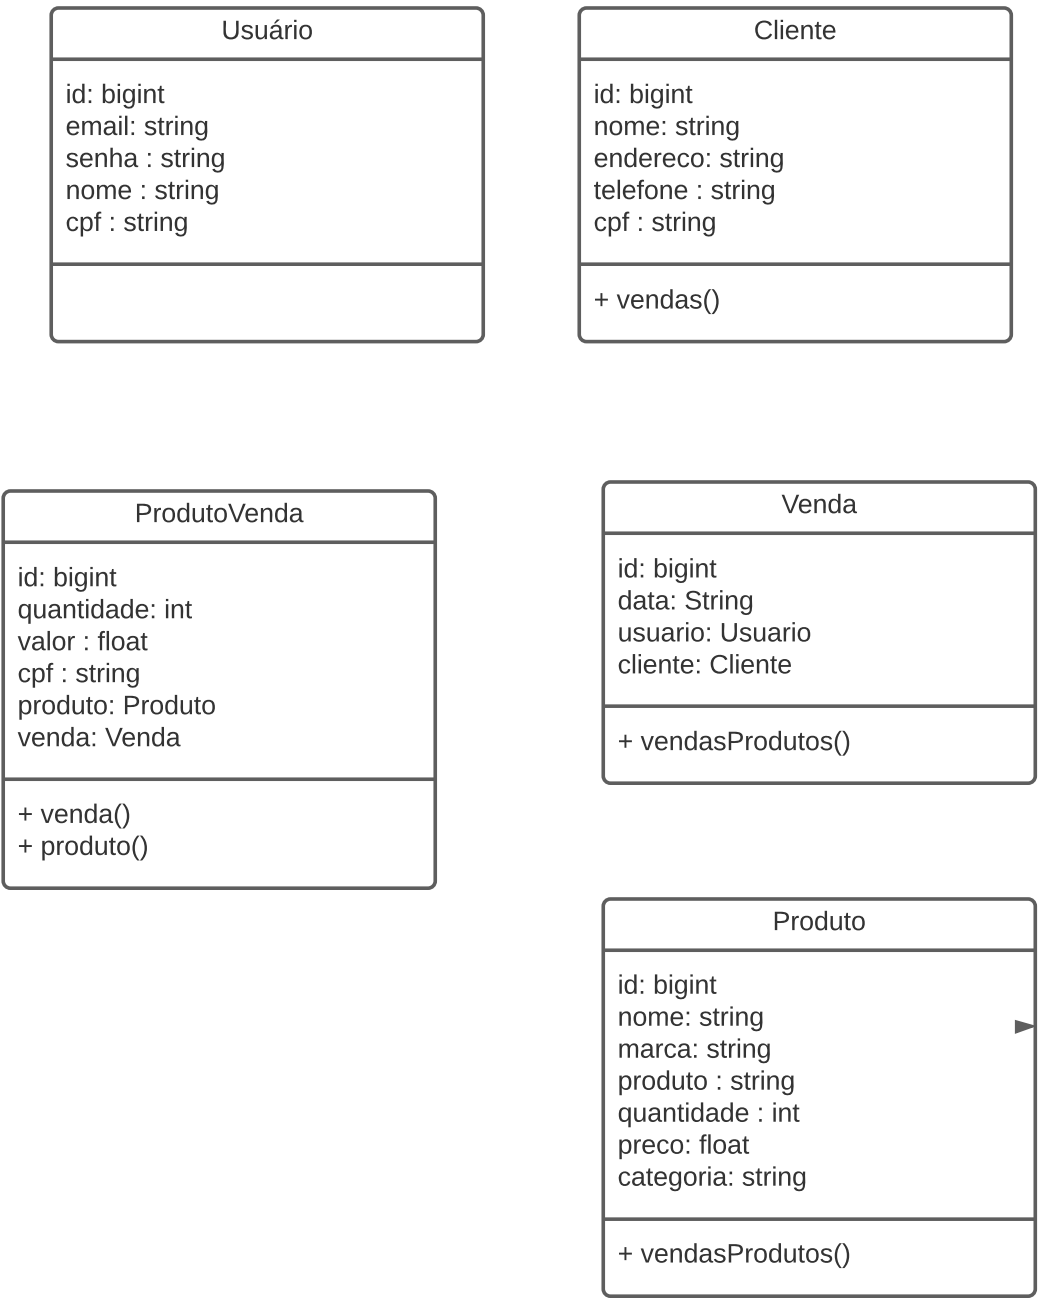 Usuário
id: bigint
email: string
senha : string
nome : string
cpf : string
Cliente
id: bigint
nome: string
endereco: string
telefone : string
cpf : string
+ vendas()
ProdutoVenda
id: bigint
quantidade: int
valor : float
cpf : string
produto: Produto
venda: Venda
+ venda()
+ produto()
Venda
id: bigint
data: String
usuario: Usuario
cliente: Cliente
+ vendasProdutos()
Produto
id: bigint
nome: string
marca: string
produto : string
quantidade : int
preco: float
categoria: string
+ vendasProdutos()